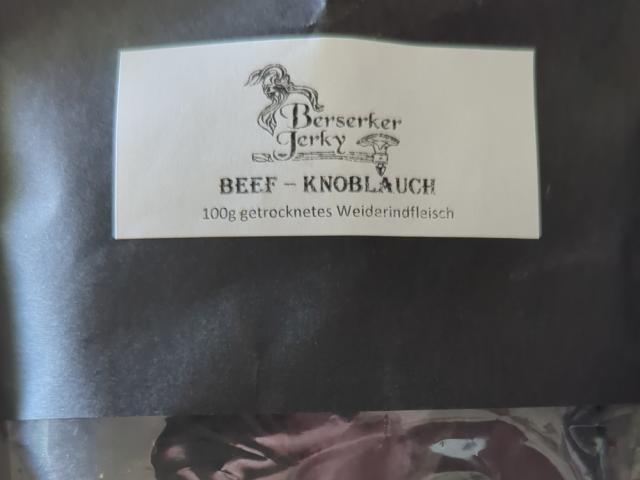 Berserker
Jerky
BEEF – KNOBLAUCH
100g getrocknetes Weiderindfleisch